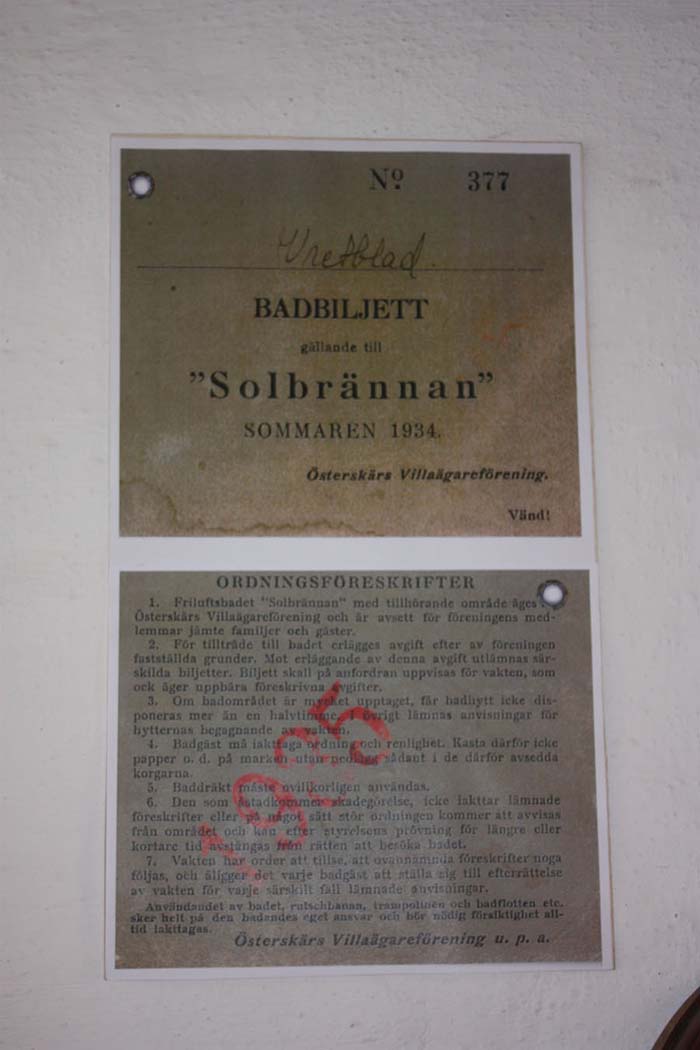 Nº 377
Vretblad.
BADBILJETT
gällande till
"Solbrännan"
SOMMAREN 1934.
Österskärs Villaägareförening.
Vänd!
ORDNINGSFÖRESKRIFTER
1. Friluftsbadet "Solbrännan" med tillhörande område äges
Österskärs Villaägareförening och är avsett för föreningens med-
lemmar jämte familjer och gäster.
2. För tillträde till badet erlägges avgift efter av föreningen
fastställda grunder. Mot erläggande av denna avgift utlämnas sär-
skilda biljetter. Biljett skall på anfordran uppvisas för vakten, som
ock äger uppbära föreskrivna avgifter.
3. Om badområdet är mycket upptaget, får badhytt icke dis-
poneras mer än en halvtimme. I övrigt lämnas anvisningar för
hytternas begagnande av vakten.
4. Badgäst må iakttaga ordning och renlighet. Kasta därför icke
papper o. d. på marken utan nedlägg sådant i de därför avsedda
korgarna.
5. Baddräkt måste ovillkorligen användas.
6. Den som åstadkommer skadegörelse, icke iakttar lämnade
föreskrifter eller på något sätt stör ordningen kommer att avvisas
från området och kan efter styrelsens prövning för längre eller
kortare tid avstängas från rätten att besöka badet.
7. Vakten har order att tillse, att ovannämnda föreskrifter noga
följas, och åligger det varje badgäst att ställa sig till efterrättelse
av vakten för varje särskilt fall lämnade anvisningar.
Användandet av badet, rutschbanan, trampolinen och badflotten etc.
sker helt på den badandes eget ansvar och bör nödig försiktighet all-
tid iakttagas.
Österskärs Villaägareförening u. p. a.
1935